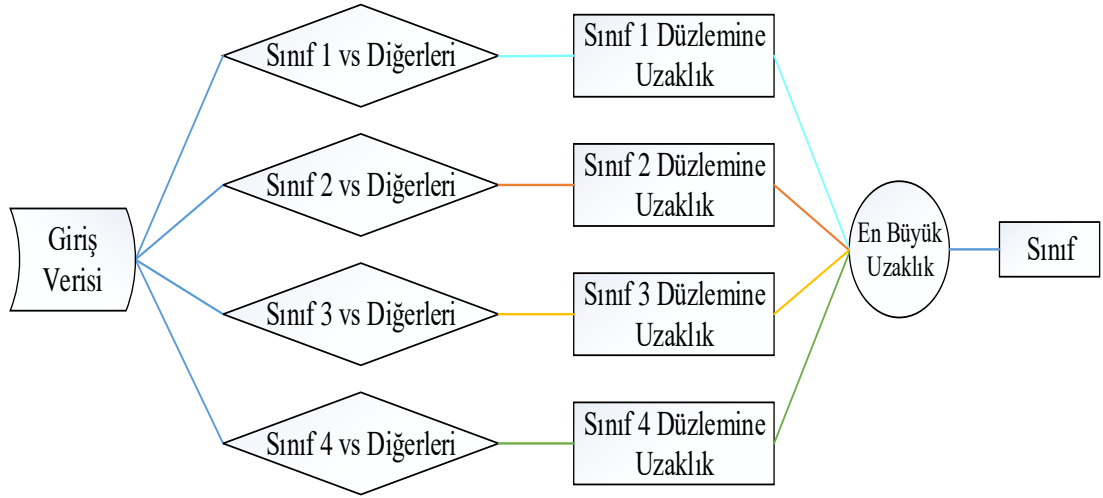 Giriş
Verisi
Sınıf 1 vs Diğerleri
Sınıf 2 vs Diğerleri
Sınıf 3 vs Diğerleri
Sınıf 4 vs Diğerleri
Sınıf 1 Düzlemine
Uzaklık
Sınıf 2 Düzlemine
Uzaklık
Sınıf 3 Düzlemine
Uzaklık
Sınıf 4 Düzlemine
Uzaklık
En Büyük
Uzaklık
Sınıf